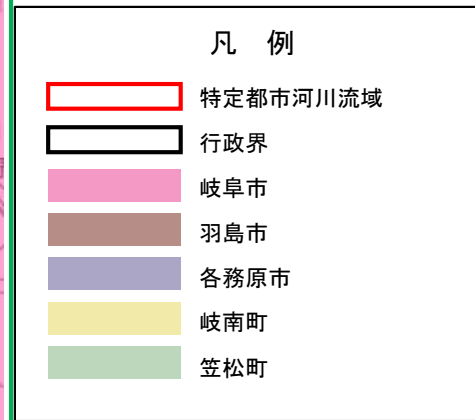 凡 例
特定都市河川流域
行政界
岐阜市
羽島市
各務原市
岐南町
笠松町